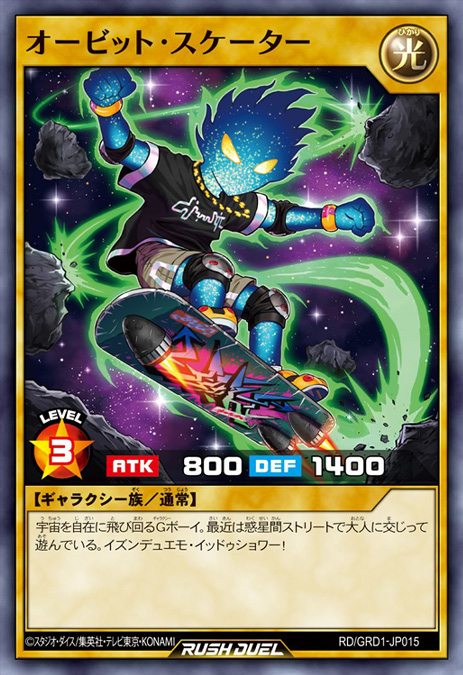 オービット・スケーター
ひかり
光
LEVEL
3
ATK 800 DEF 1400
【ギャラクシー族／通常】
宇宙を自在に飛び回るGボーイ。最近は惑星間ストリートで大人に交じって
遊んでいる。イズンデュエモ・イッドゥショワー！
©スタジオ・ダイス/集英社・テレビ東京・KONAMI
RUSH DUEL
RD/GRD1-JP015